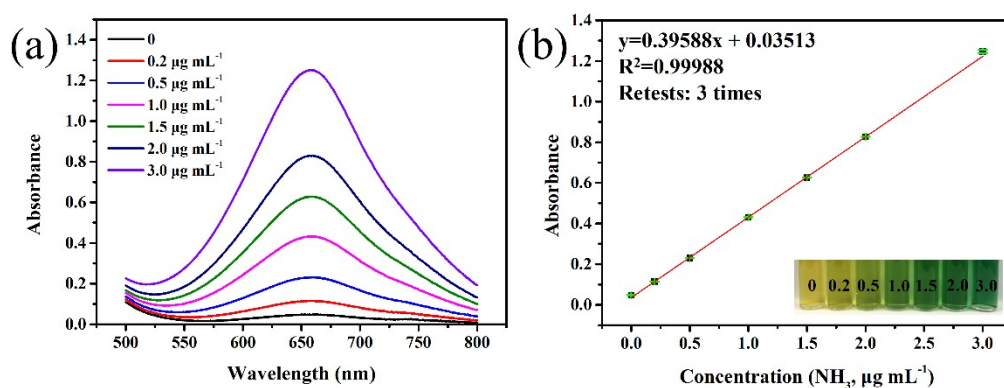 (a)
0
0.2 µg mL⁻¹
0.5 µg mL⁻¹
1.0 µg mL⁻¹
1.5 µg mL⁻¹
2.0 µg mL⁻¹
3.0 µg mL⁻¹
1.4
1.2
1.0
0.8
0.6
0.4
0.2
0.0
Absorbance
500 550 600 650 700 750 800
Wavelength (nm)
(b)
y=0.39588x + 0.03513
R²=0.99988
Retests: 3 times
1.4
1.2
1.0
0.8
0.6
0.4
0.2
0.0
Absorbance
0 0.2 0.5 1.0 1.5 2.0 3.0
0.0 0.5 1.0 1.5 2.0 2.5 3.0
Concentration (NH₃, µg mL⁻¹)